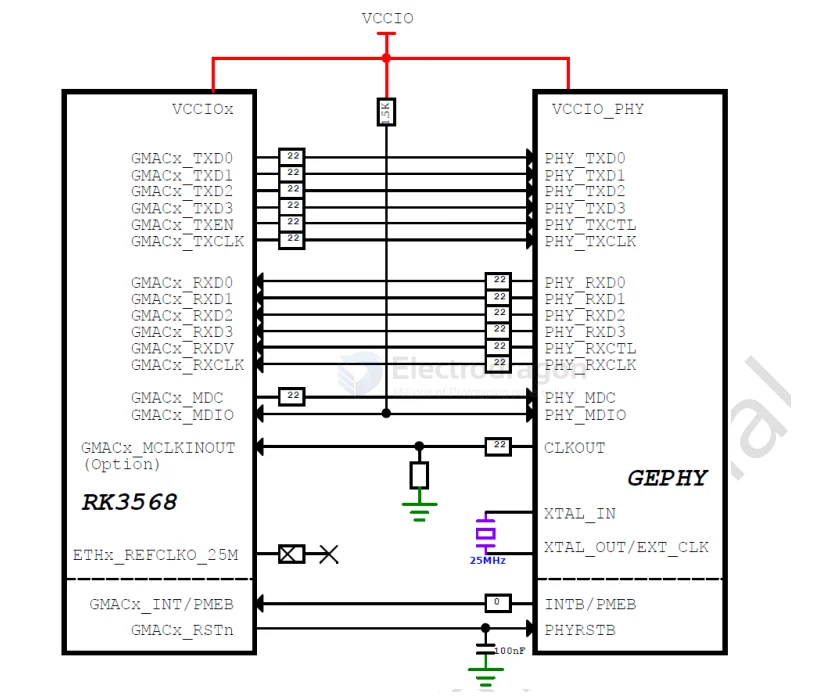 VCCIO
VCCIOx
VCCIO_PHY
1.5K
GMACx_TXD0 22 PHY_TXD0
GMACx_TXD1 22 PHY_TXD1
GMACx_TXD2 22 PHY_TXD2
GMACx_TXD3 22 PHY_TXD3
GMACx_TXEN 22 PHY_TXCTL
GMACx_TXCLK 22 PHY_TXCLK
GMACx_RXD0 22 PHY_RXD0
GMACx_RXD1 22 PHY_RXD1
GMACx_RXD2 22 PHY_RXD2
GMACx_RXD3 22 PHY_RXD3
GMACx_RXDV 22 PHY_RXCTL
GMACx_RXCLK 22 PHY_RXCLK
Electrodragon
GMACx_MDC 22 PHY_MDC
GMACx_MDIO PHY_MDIO
GMACx_MCLKINOUT 22 CLKOUT
(Option)
RK3568
GEPHY
XTAL_IN
ETHx_REFCLKO_25M
XTAL_OUT/EXT_CLK
25MHz
GMACx_INT/PMEB 0 INTB/PMEB
GMACx_RSTn PHYRSTB
100nF